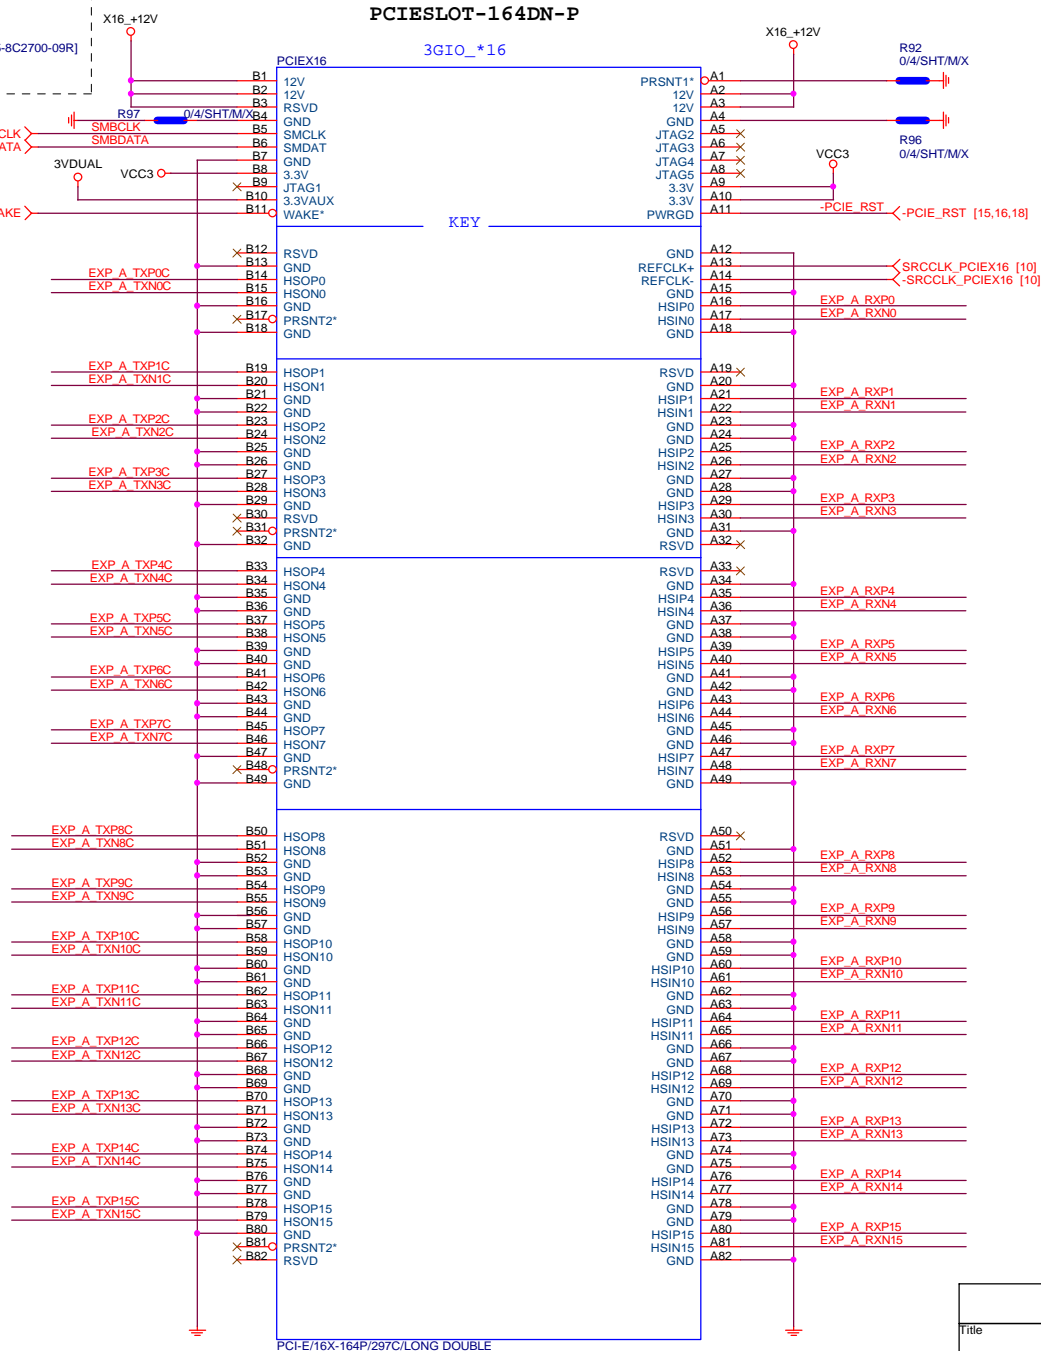 PCIESLOT-164DN-P
3GIO_*16
X16_+12V
-8C2700-09R]
PCIEX16
X16_+12V
R92
0/4/SHT/M/X
B1 12V PRSNT1* A1
B2 12V 12V A2
B3 RSVD 12V A3
R97 0/4/SHT/M/X B4 GND GND A4
CLK SMBCLK B5 SMCLK JTAG2 A5
ATA SMBDATA B6 SMDAT JTAG3 A6
R96
0/4/SHT/M/X
B7 GND JTAG4 A7
3VDUAL VCC3 B8 3.3V JTAG5 A8 VCC3
B9 JTAG1 3.3V A9
B10 3.3VAUX 3.3V A10
AKE B11 WAKE* PWRGD A11 -PCIE_RST -PCIE_RST [15,16,18]
KEY
B12 RSVD GND A12
B13 GND REFCLK+ A13 SRCCLK_PCIEX16 [10]
EXP_A_TXP0C B14 HSOP0 REFCLK- A14 -SRCCLK_PCIEX16 [10]
EXP_A_TXN0C B15 HSON0 GND A15
B16 GND HSIP0 A16 EXP_A_RXP0
B17 PRSNT2* HSIN0 A17 EXP_A_RXN0
B18 GND GND A18
EXP_A_TXP1C B19 HSOP1 RSVD A19
EXP_A_TXN1C B20 HSON1 GND A20
B21 GND HSIP1 A21 EXP_A_RXP1
B22 GND HSIN1 A22 EXP_A_RXN1
EXP_A_TXP2C B23 HSOP2 GND A23
EXP_A_TXN2C B24 HSON2 GND A24
B25 GND HSIP2 A25 EXP_A_RXP2
B26 GND HSIN2 A26 EXP_A_RXN2
EXP_A_TXP3C B27 HSOP3 GND A27
EXP_A_TXN3C B28 HSON3 GND A28
B29 GND HSIP3 A29 EXP_A_RXP3
B30 RSVD HSIN3 A30 EXP_A_RXN3
B31 PRSNT2* GND A31
B32 GND RSVD A32
EXP_A_TXP4C B33 HSOP4 RSVD A33
EXP_A_TXN4C B34 HSON4 GND A34
B35 GND HSIP4 A35 EXP_A_RXP4
B36 GND HSIN4 A36 EXP_A_RXN4
EXP_A_TXP5C B37 HSOP5 GND A37
EXP_A_TXN5C B38 HSON5 GND A38
B39 GND HSIP5 A39 EXP_A_RXP5
B40 GND HSIN5 A40 EXP_A_RXN5
EXP_A_TXP6C B41 HSOP6 GND A41
EXP_A_TXN6C B42 HSON6 GND A42
B43 GND HSIP6 A43 EXP_A_RXP6
B44 GND HSIN6 A44 EXP_A_RXN6
EXP_A_TXP7C B45 HSOP7 GND A45
EXP_A_TXN7C B46 HSON7 GND A46
B47 GND HSIP7 A47 EXP_A_RXP7
B48 PRSNT2* HSIN7 A48 EXP_A_RXN7
B49 GND GND A49
EXP_A_TXP8C B50 HSOP8 RSVD A50
EXP_A_TXN8C B51 HSON8 GND A51
B52 GND HSIP8 A52 EXP_A_RXP8
B53 GND HSIN8 A53 EXP_A_RXN8
EXP_A_TXP9C B54 HSOP9 GND A54
EXP_A_TXN9C B55 HSON9 GND A55
B56 GND HSIP9 A56 EXP_A_RXP9
B57 GND HSIN9 A57 EXP_A_RXN9
EXP_A_TXP10C B58 HSOP10 GND A58
EXP_A_TXN10C B59 HSON10 GND A59
B60 GND HSIP10 A60 EXP_A_RXP10
B61 GND HSIN10 A61 EXP_A_RXN10
EXP_A_TXP11C B62 HSOP11 GND A62
EXP_A_TXN11C B63 HSON11 GND A63
B64 GND HSIP11 A64 EXP_A_RXP11
B65 GND HSIN11 A65 EXP_A_RXN11
EXP_A_TXP12C B66 HSOP12 GND A66
EXP_A_TXN12C B67 HSON12 GND A67
B68 GND HSIP12 A68 EXP_A_RXP12
B69 GND HSIN12 A69 EXP_A_RXN12
EXP_A_TXP13C B70 HSOP13 GND A70
EXP_A_TXN13C B71 HSON13 GND A71
B72 GND HSIP13 A72 EXP_A_RXP13
B73 GND HSIN13 A73 EXP_A_RXN13
EXP_A_TXP14C B74 HSOP14 GND A74
EXP_A_TXN14C B75 HSON14 GND A75
B76 GND HSIP14 A76 EXP_A_RXP14
B77 GND HSIN14 A77 EXP_A_RXN14
EXP_A_TXP15C B78 HSOP15 GND A78
EXP_A_TXN15C B79 HSON15 GND A79
B80 GND HSIP15 A80 EXP_A_RXP15
B81 PRSNT2* HSIN15 A81 EXP_A_RXN15
B82 RSVD GND A82
Title
PCI-E/16X-164P/297C/LONG DOUBLE